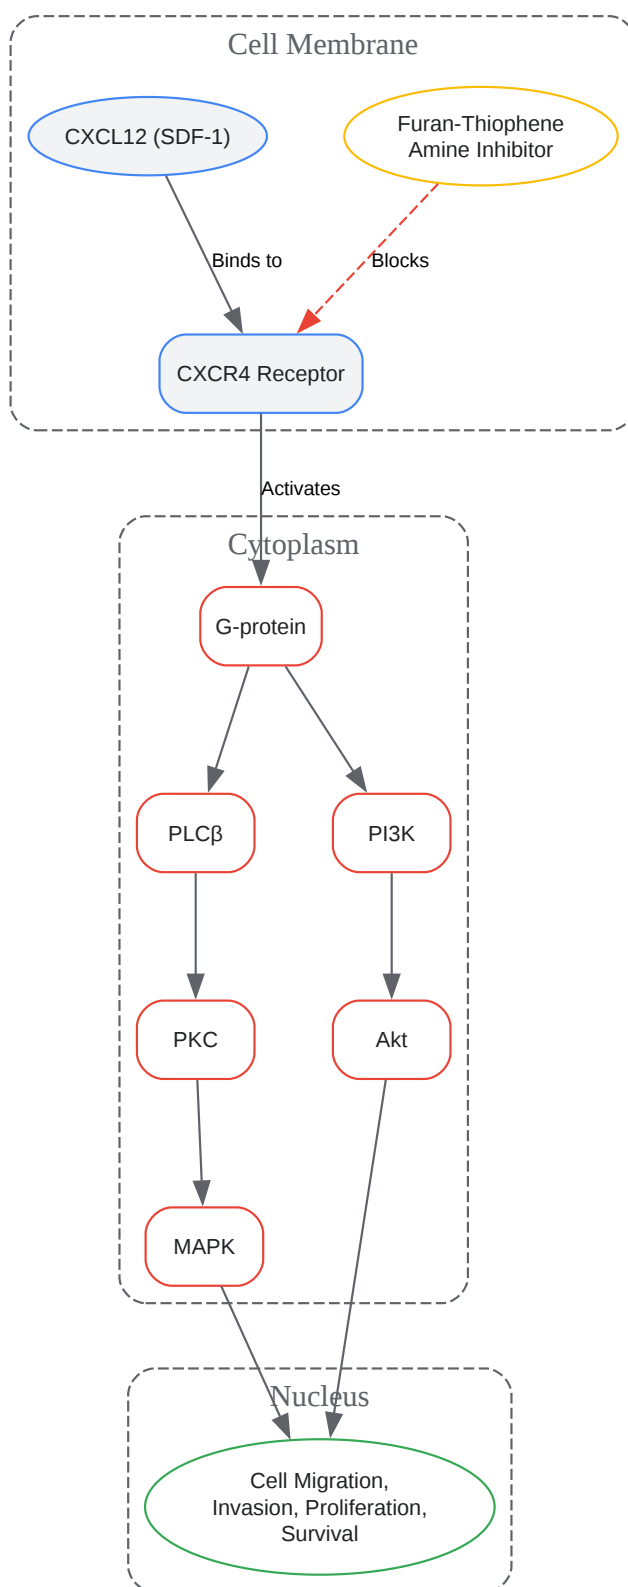 Cell Membrane
CXCL12 (SDF-1)
Furan-Thiophene
Amine Inhibitor
Binds to
Blocks
CXCR4 Receptor
Activates
Cytoplasm
G-protein
PLCβ
PI3K
PKC
Akt
MAPK
Nucleus
Cell Migration,
Invasion, Proliferation,
Survival